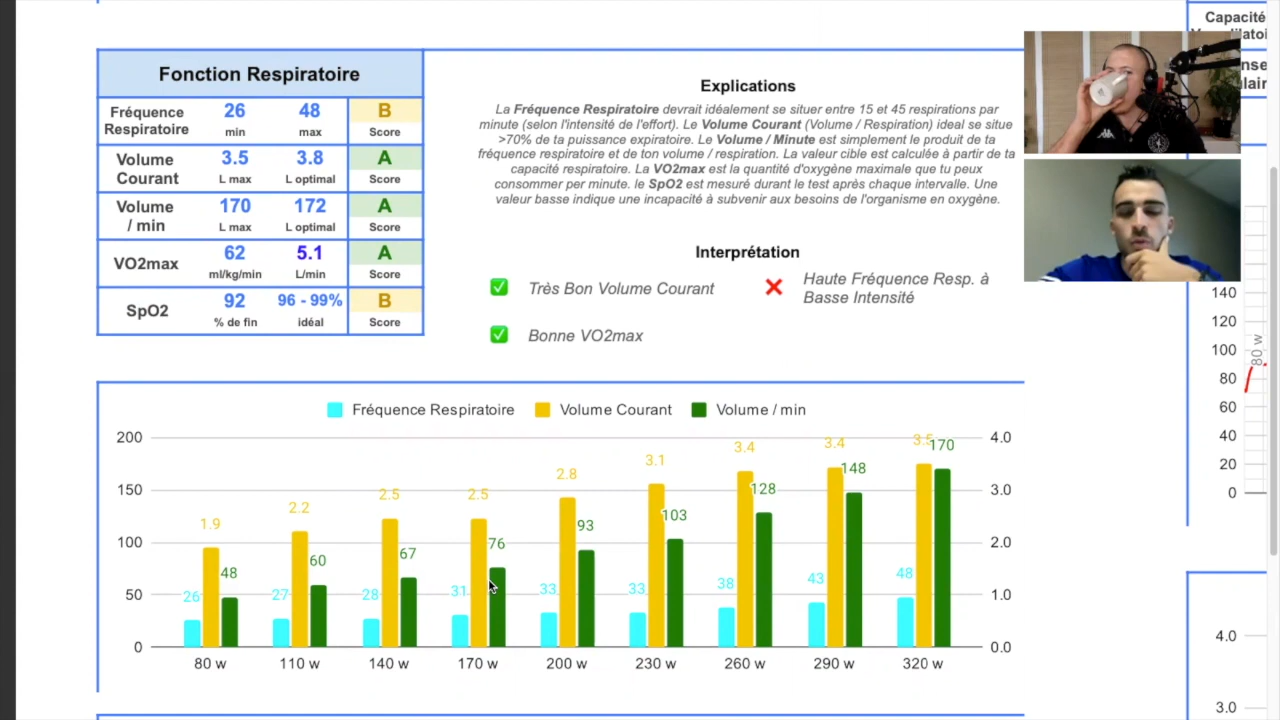 Fonction Respiratoire
Fréquence Respiratoire
26
48
B
min
max
Score
Volume Courant
3.5
3.8
A
L max
L optimal
Score
Volume / min
170
172
A
L max
L optimal
Score
VO2max
62
5.1
A
ml/kg/min
L/min
Score
SpO2
92
96 - 99%
B
% de fin
idéal
Score
Explications
La Fréquence Respiratoire devrait idéalement se situer entre 15 et 45 respirations par
minute (selon l'intensité de l'effort). Le Volume Courant (Volume / Respiration) ideal se situe
>70% de ta puissance expiratoire. Le Volume / Minute est simplement le produit de ta
fréquence respiratoire et de ton volume / respiration. La valeur cible est calculée à partir de ta
capacité respiratoire. La VO2max est la quantité d'oxygène maximale que tu peux
consommer per minute. le SpO2 est mesuré durant le test après chaque intervalle. Une
valeur basse indique une incapacité à subvenir aux besoins de l'organisme en oxygène.
Interprétation
Très Bon Volume Courant
Haute Fréquence Resp. à
Basse Intensité
Bonne VO2max
Fréquence Respiratoire
Volume Courant
Volume / min
200
150
100
50
0
4.0
3.0
2.0
1.0
0.0
26
1.9
48
27
2.2
60
28
2.5
67
31
2.5
76
33
2.8
93
33
3.1
103
38
3.4
128
43
3.4
148
48
3.5
170
80 w
110 w
140 w
170 w
200 w
230 w
260 w
290 w
320 w
Capacité
140
120
100
80
60
40
20
0
80 w
4.0
3.0